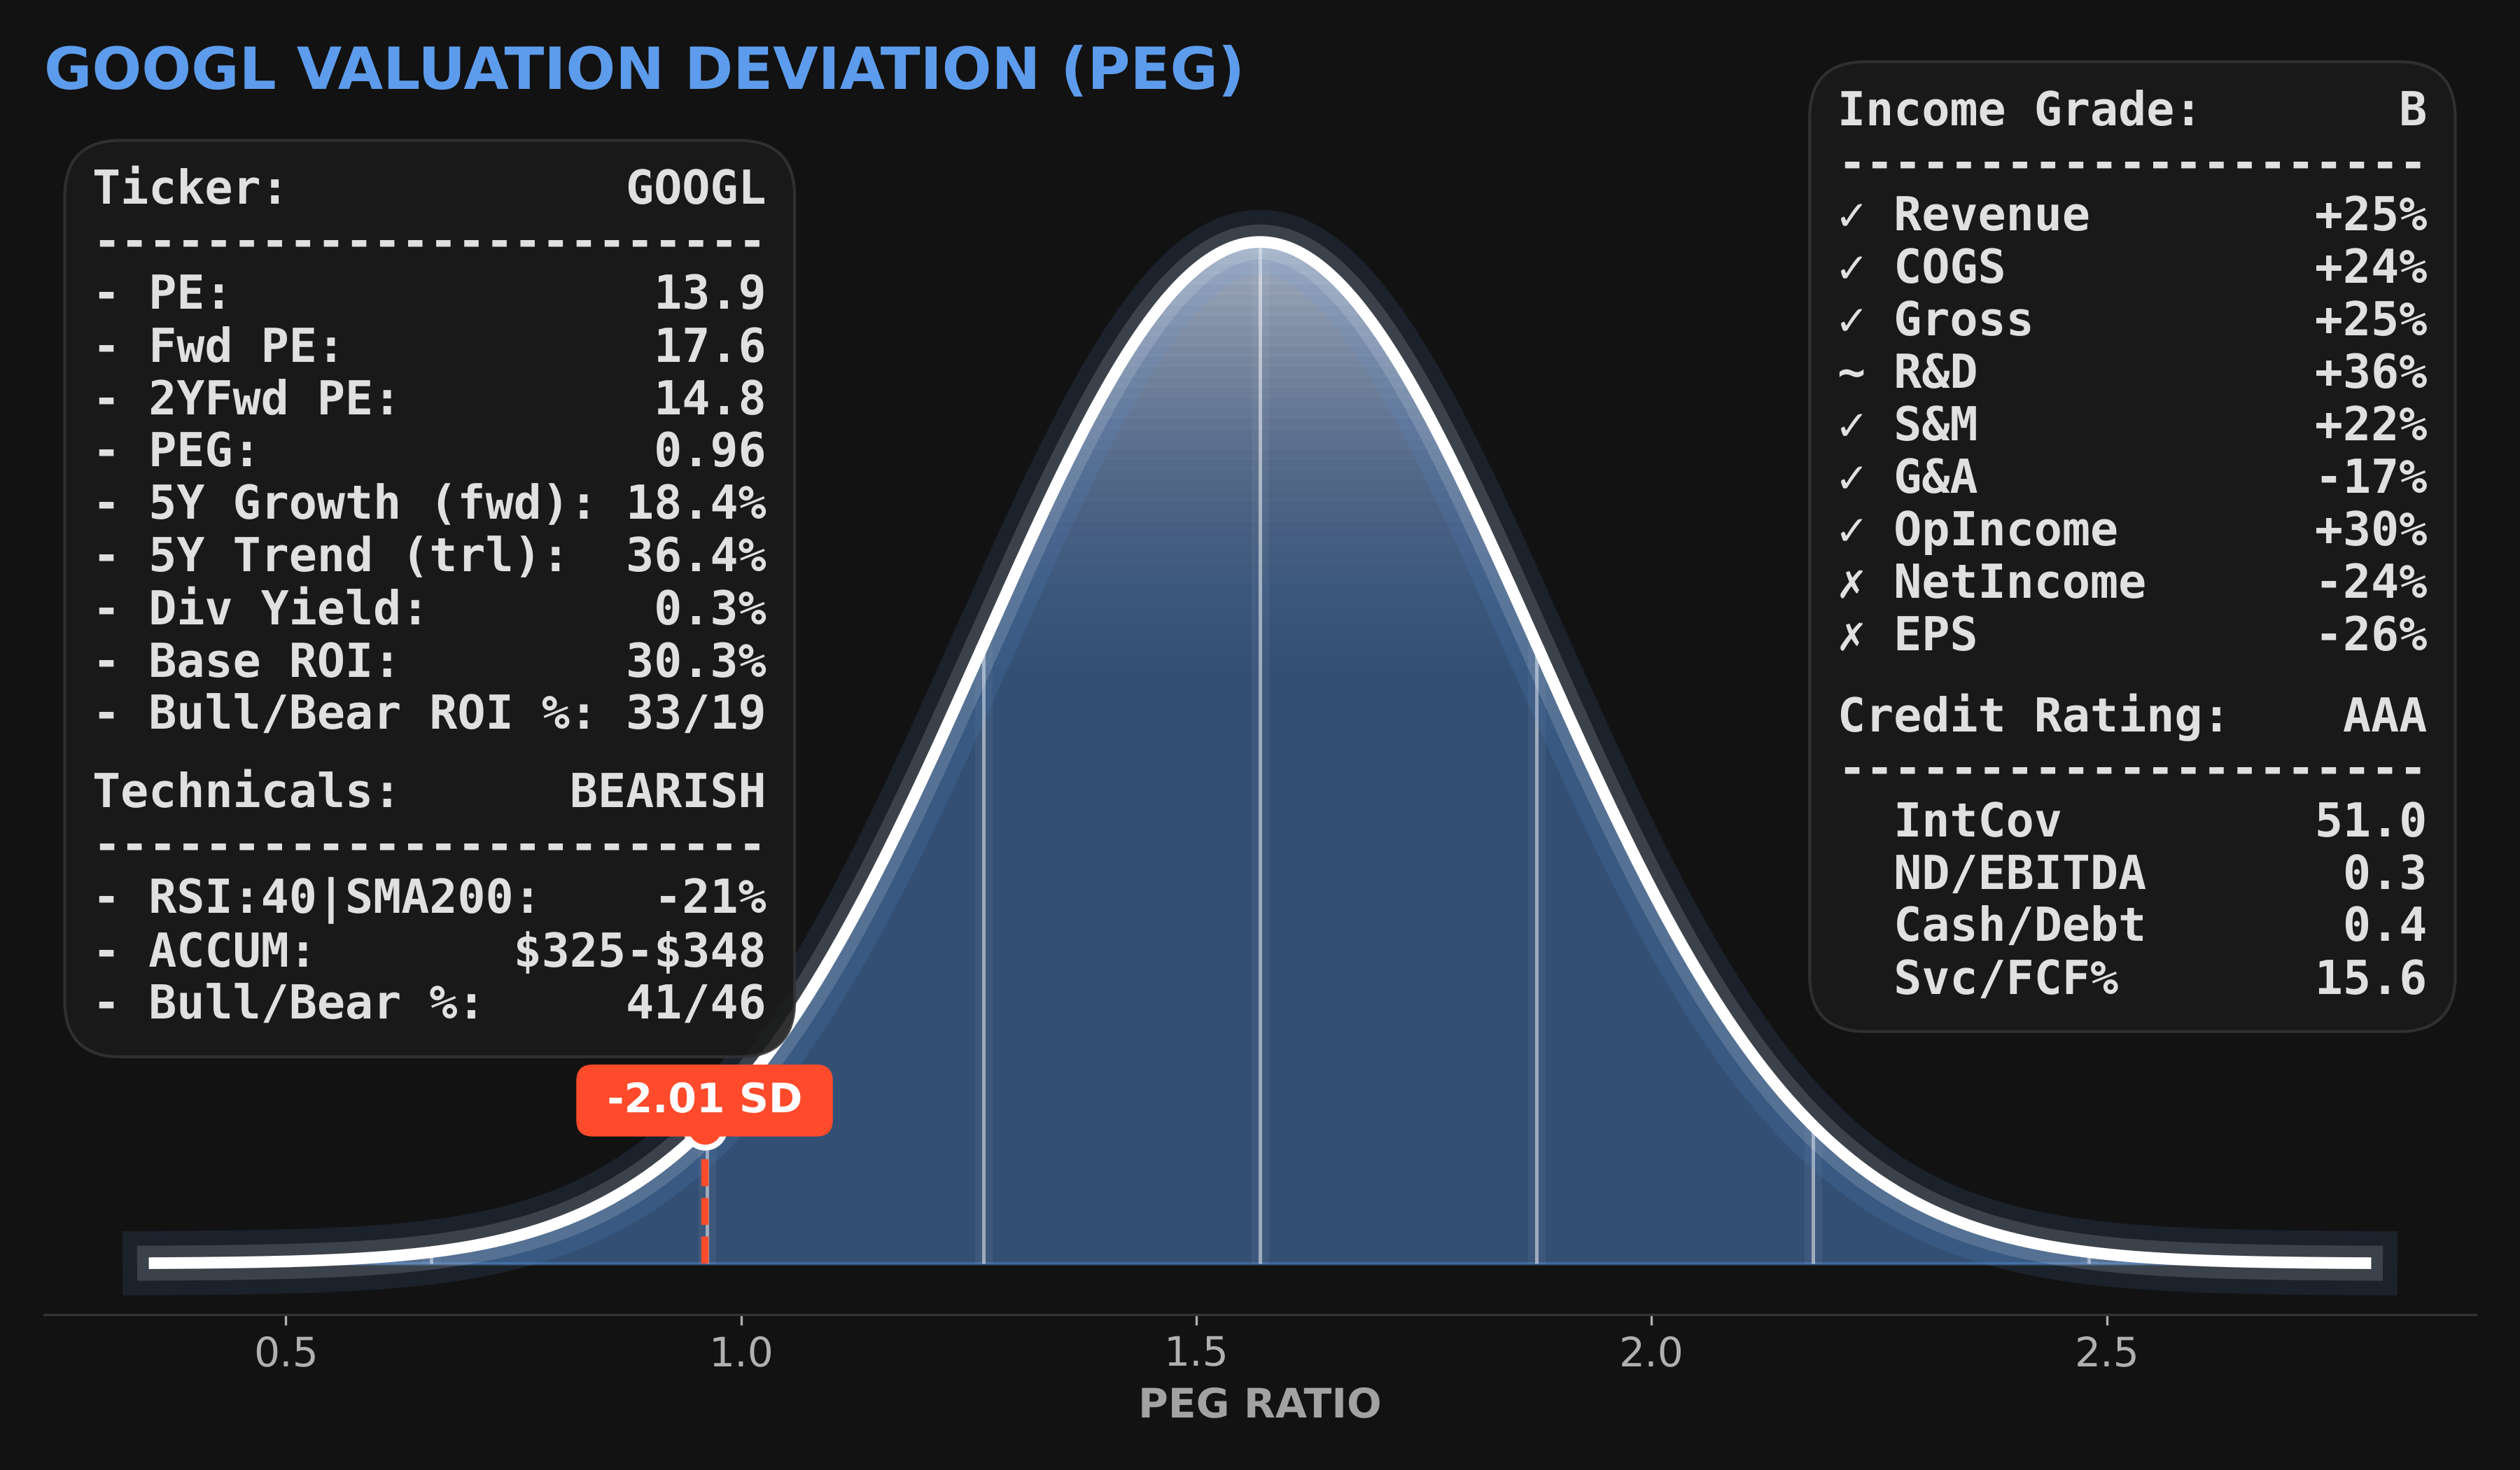 GOOGL VALUATION DEVIATION (PEG)
Ticker: GOOGL
------------------------
- PE: 13.9
- Fwd PE: 17.6
- 2YFwd PE: 14.8
- PEG: 0.96
- 5Y Growth (fwd): 18.4%
- 5Y Trend (trl): 36.4%
- Div Yield: 0.3%
- Base ROI: 30.3%
- Bull/Bear ROI %: 33/19
Technicals: BEARISH
------------------------
- RSI:40|SMA200: -21%
- ACCUM: $325-$348
- Bull/Bear %: 41/46
Income Grade: B
---------------------
✓ Revenue +25%
✓ COGS +24%
✓ Gross +25%
~ R&D +36%
✓ S&M +22%
✓ G&A -17%
✓ OpIncome +30%
✗ NetIncome -24%
✗ EPS -26%
Credit Rating: AAA
---------------------
IntCov 51.0
ND/EBITDA 0.3
Cash/Debt 0.4
Svc/FCF% 15.6
-2.01 SD
0.5 1.0 1.5 2.0 2.5
PEG RATIO